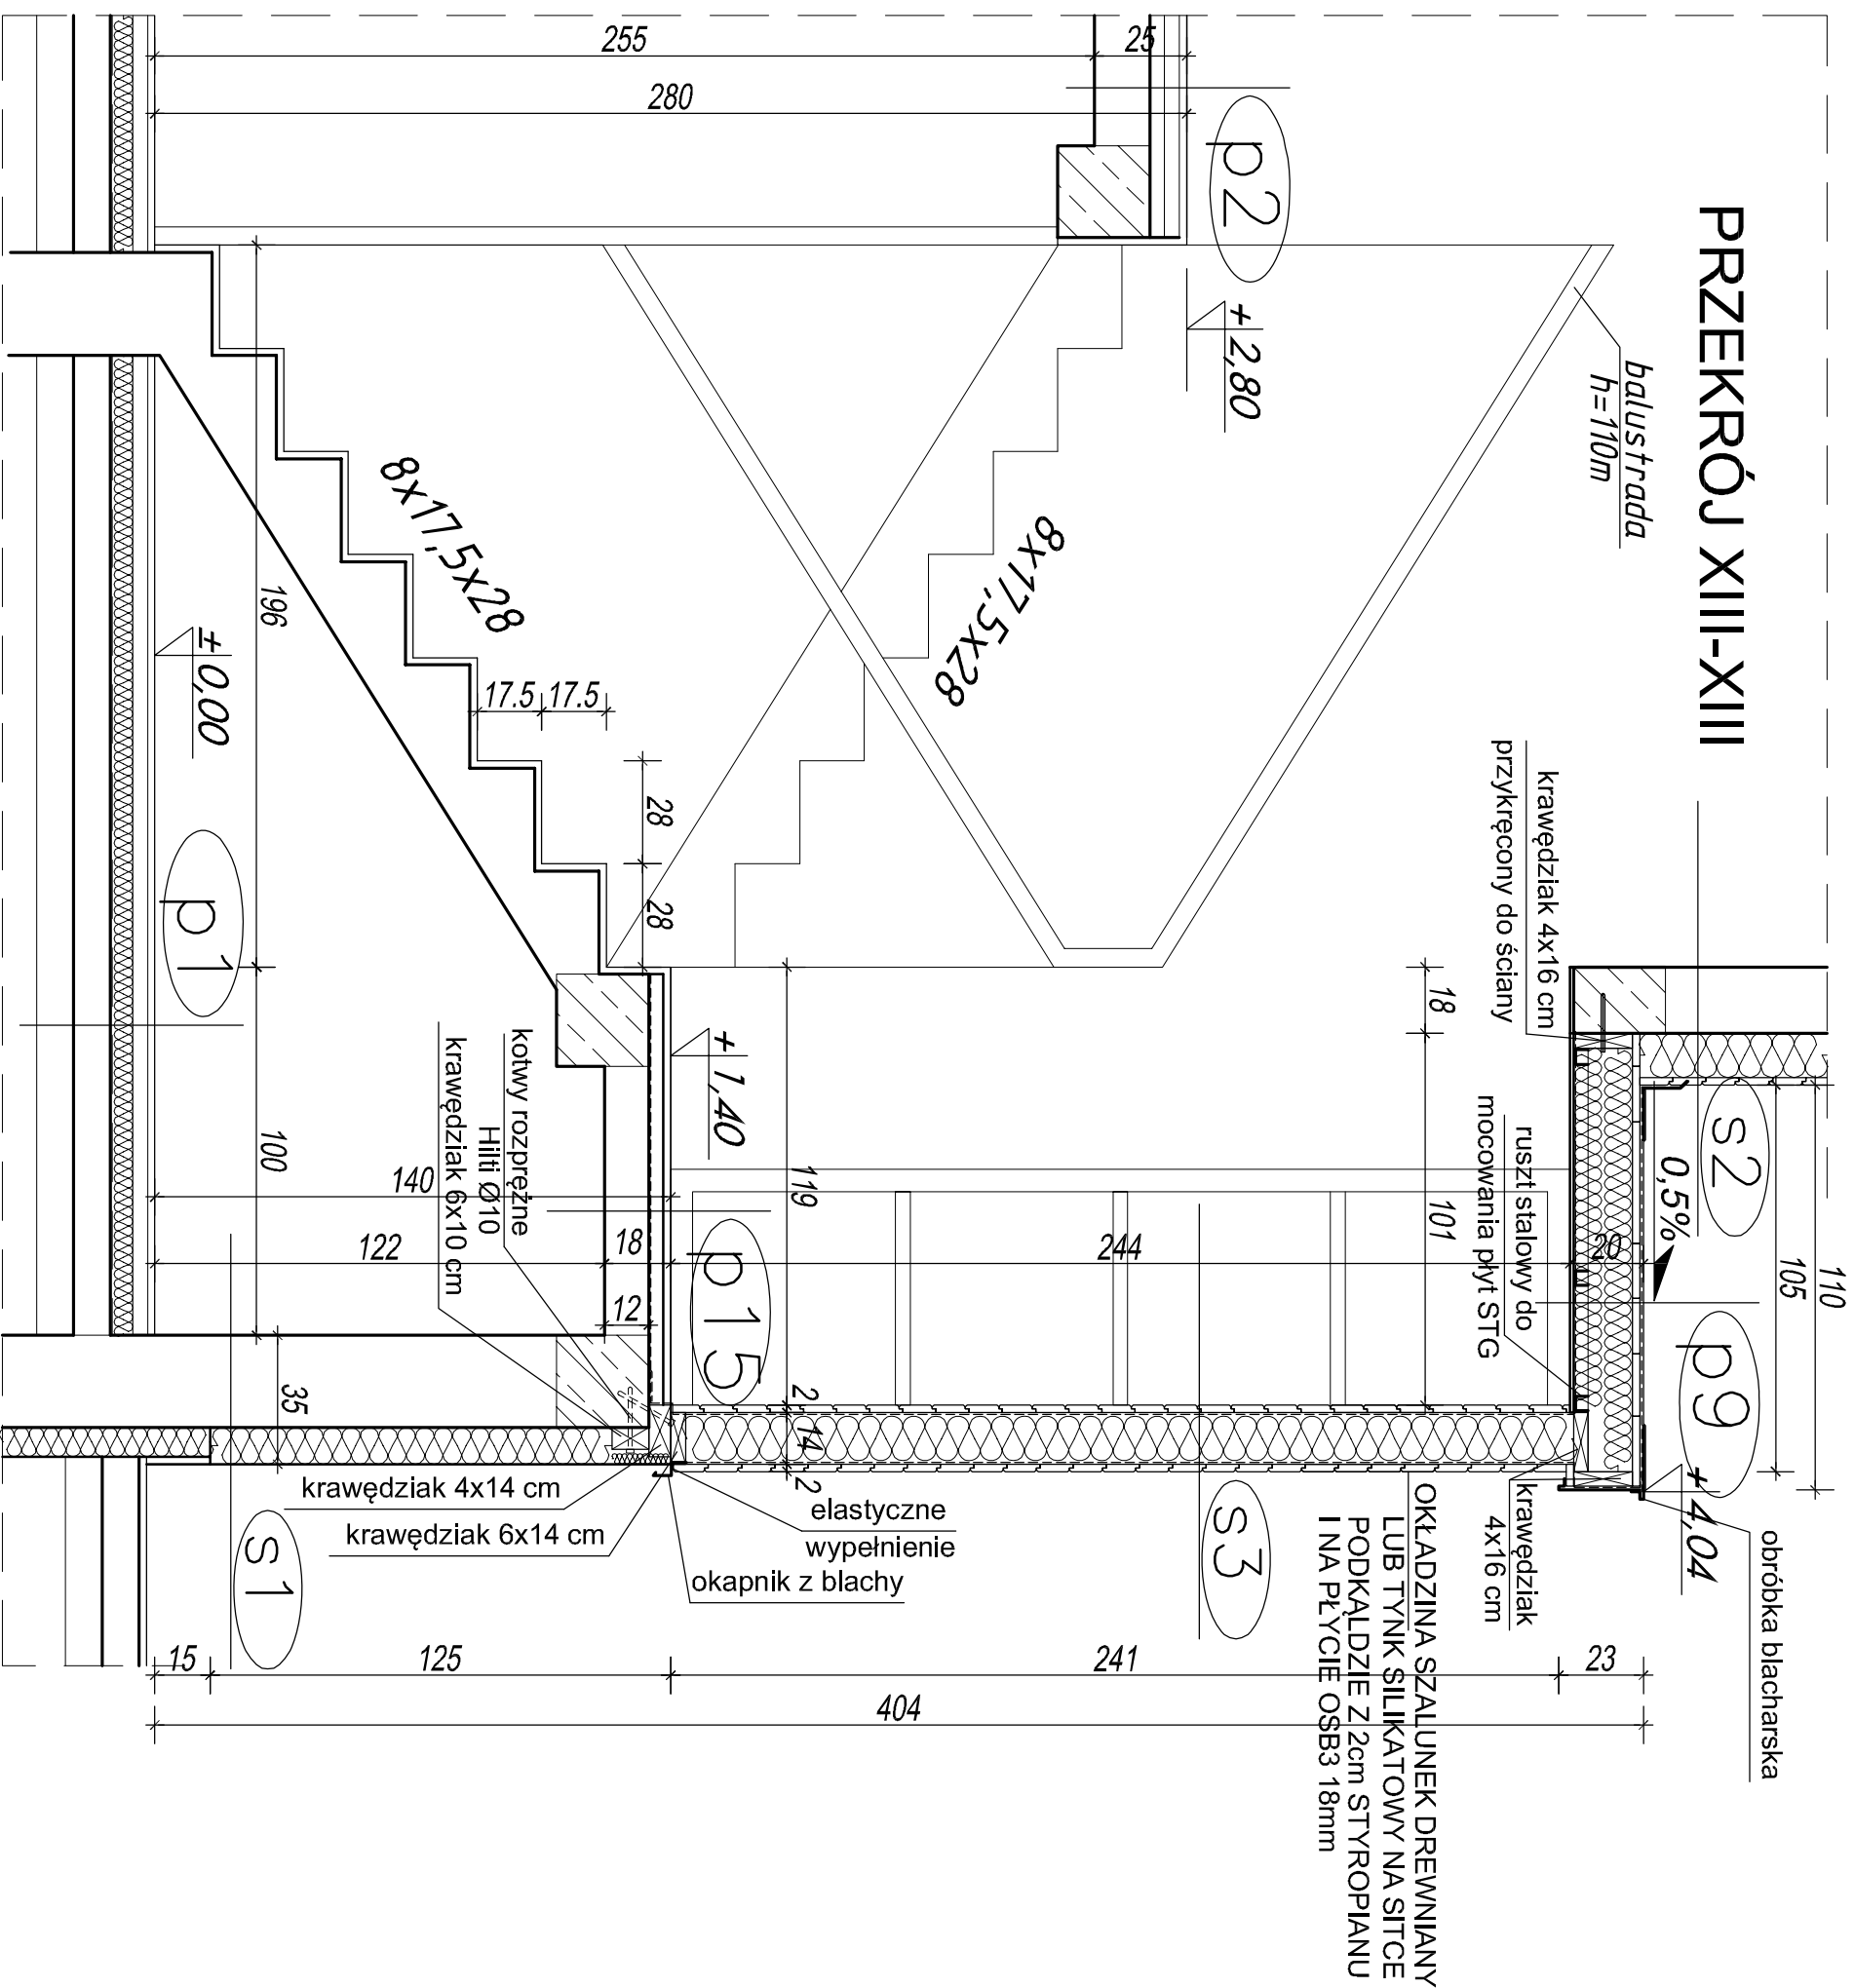 PRZEKRÓJ XIII-XIII
balustrada
h=110m
krawędziak 4x16 cm
przykręcony do ściany
ruszt stalowy do
mocowania płyt STG
s2
0,5%
110
105
20
p9
+4,04
obróbka blacharska
krawędziak
4x16 cm
OKŁADZINA SZALUNEK DREWNIANY
LUB TYNK SILIKATOWY NA SITCE
PODKĄLDZIE Z 2cm STYROPIANU
I NA PŁYCIE OSB3 18mm
18
101
s3
p2
+2,80
25
255
280
8x17,5x28
8x17,5x28
17.5
17.5
28
28
196
100
±0,00
p1
+1,40
119
2
14
2
244
140
122
18
12
p15
35
kotwy rozprężne
Hilti Ø10
krawędziak 6x10 cm
krawędziak 4x14 cm
krawędziak 6x14 cm
elastyczne
wypełnienie
okapnik z blachy
s1
15
125
241
23
404